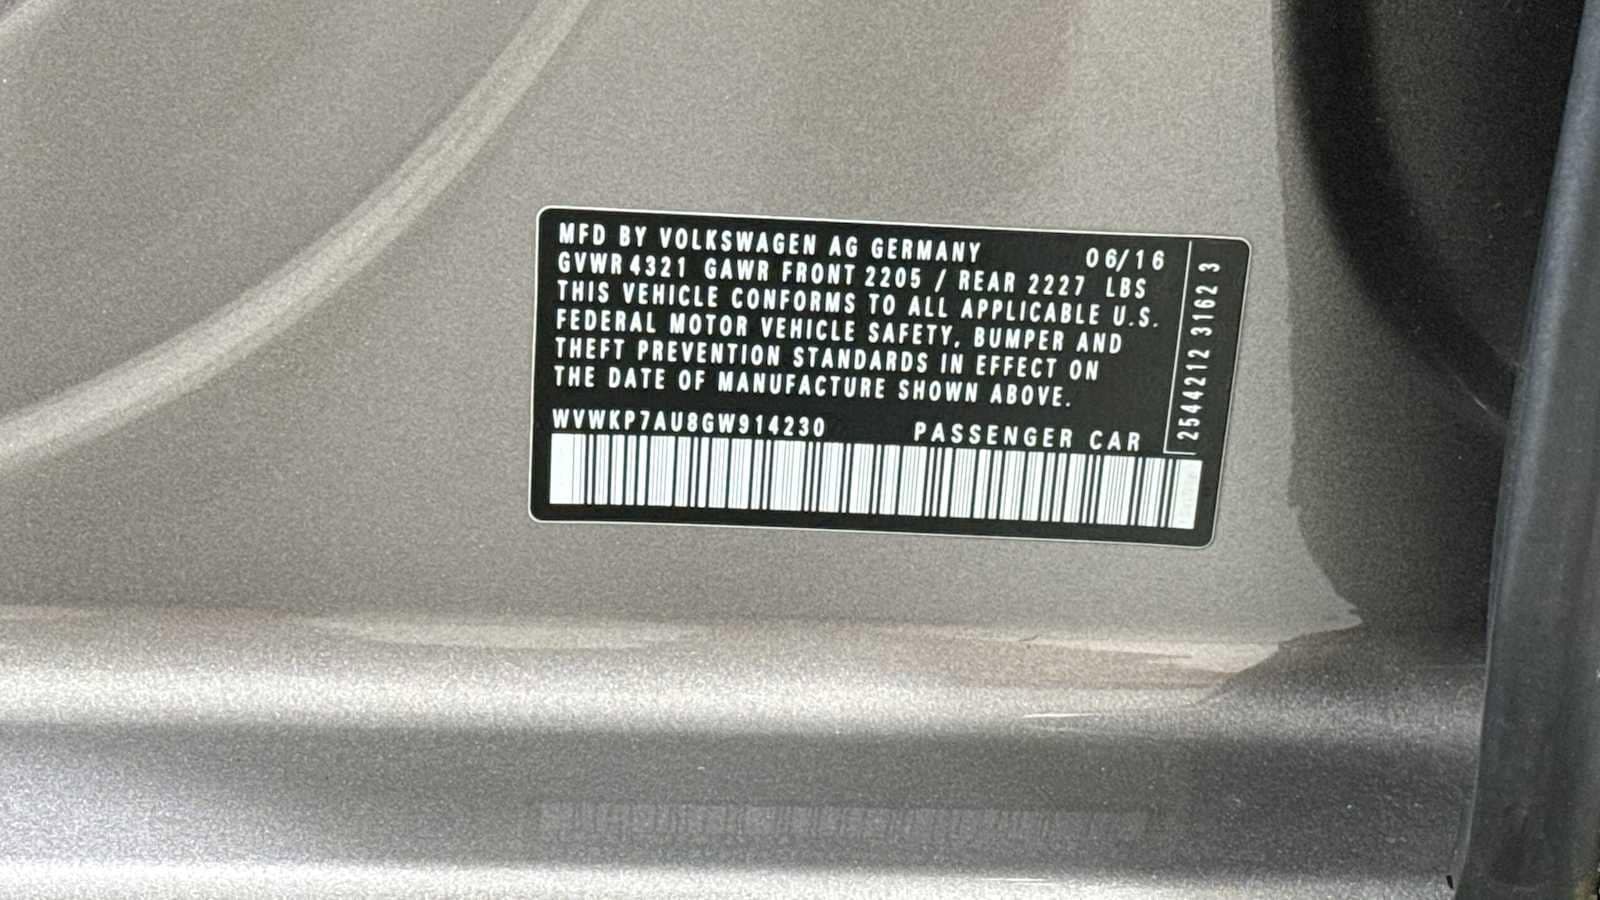 MFD BY VOLKSWAGEN AG GERMANY 06/16
GVWR 4321 GAWR FRONT 2205 / REAR 2227 LBS
THIS VEHICLE CONFORMS TO ALL APPLICABLE U.S.
FEDERAL MOTOR VEHICLE SAFETY, BUMPER AND
THEFT PREVENTION STANDARDS IN EFFECT ON
THE DATE OF MANUFACTURE SHOWN ABOVE.
WVWKP7AU8GW914230 PASSENGER CAR
2544212 3162 3